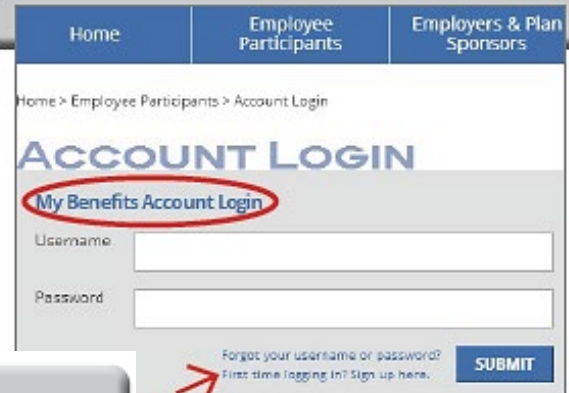 Home
Employee Participants
Employers & Plan Sponsors
Home > Employee Participants > Account Login
ACCOUNT LOGIN
My Benefits Account Login
Username
Password
Forgot your username or password?
First time logging in? Sign up here.
SUBMIT